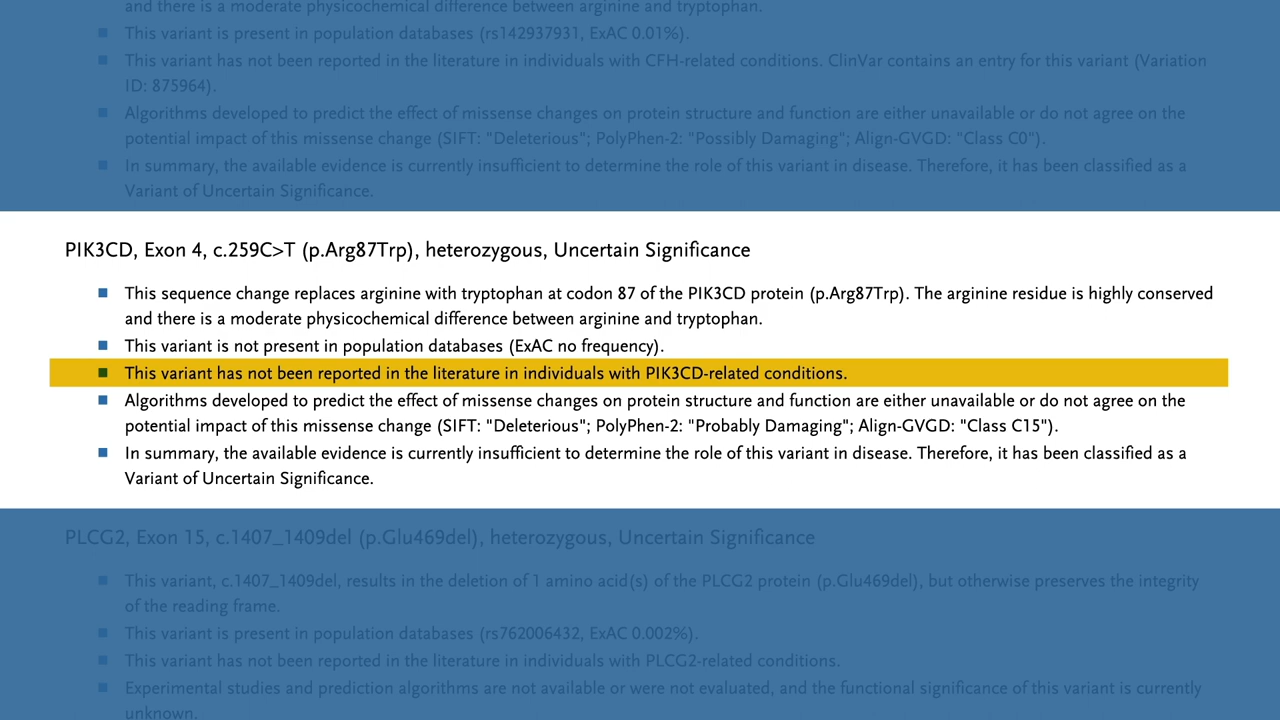 and there is a moderate physicochemical difference between arginine and tryptophan.
This variant is present in population databases (rs142937931, ExAC 0.01%).
This variant has not been reported in the literature in individuals with CFH-related conditions. ClinVar contains an entry for this variant (Variation
ID: 875964).
Algorithms developed to predict the effect of missense changes on protein structure and function are either unavailable or do not agree on the
potential impact of this missense change (SIFT: "Deleterious"; PolyPhen-2: "Possibly Damaging"; Align-GVGD: "Class C0").
In summary, the available evidence is currently insufficient to determine the role of this variant in disease. Therefore, it has been classified as a
Variant of Uncertain Significance.
PIK3CD, Exon 4, c.259C>T (p.Arg87Trp), heterozygous, Uncertain Significance
This sequence change replaces arginine with tryptophan at codon 87 of the PIK3CD protein (p.Arg87Trp). The arginine residue is highly conserved
and there is a moderate physicochemical difference between arginine and tryptophan.
This variant is not present in population databases (ExAC no frequency).
This variant has not been reported in the literature in individuals with PIK3CD-related conditions.
Algorithms developed to predict the effect of missense changes on protein structure and function are either unavailable or do not agree on the
potential impact of this missense change (SIFT: "Deleterious"; PolyPhen-2: "Probably Damaging"; Align-GVGD: "Class C15").
In summary, the available evidence is currently insufficient to determine the role of this variant in disease. Therefore, it has been classified as a
Variant of Uncertain Significance.
PLCG2, Exon 15, c.1407_1409del (p.Glu469del), heterozygous, Uncertain Significance
This variant, c.1407_1409del, results in the deletion of 1 amino acid(s) of the PLCG2 protein (p.Glu469del), but otherwise preserves the integrity
of the reading frame.
This variant is present in population databases (rs762006432, ExAC 0.002%).
This variant has not been reported in the literature in individuals with PLCG2-related conditions.
Experimental studies and prediction algorithms are not available or were not evaluated, and the functional significance of this variant is currently
unknown.